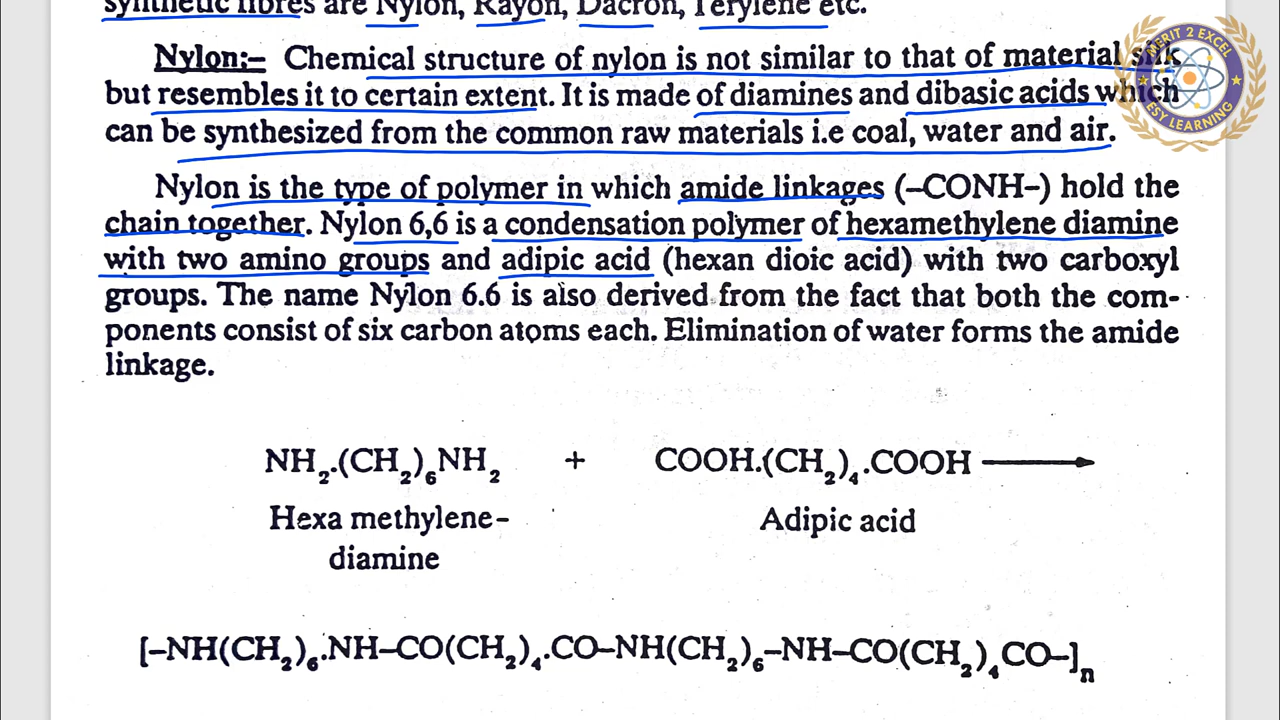 synthetic fibres are Nylon, Rayon, Dacron, Terylene etc.
Nylon:– Chemical structure of nylon is not similar to that of material silk
but resembles it to certain extent. It is made of diamines and dibasic acids which
can be synthesized from the common raw materials i.e coal, water and air.
Nylon is the type of polymer in which amide linkages (–CONH–) hold the
chain together. Nylon 6,6 is a condensation polymer of hexamethylene diamine
with two amino groups and adipic acid (hexan dioic acid) with two carboxyl
groups. The name Nylon 6.6 is also derived from the fact that both the com-
ponents consist of six carbon atoms each. Elimination of water forms the amide
linkage.
NH₂.(CH₂)₆NH₂ + COOH.(CH₂)₄.COOH ⟶
Hexa methylene- Adipic acid
diamine
[–NH(CH₂)₆.NH–CO(CH₂)₄.CO–NH(CH₂)₆–NH–CO(CH₂)₄CO–]ₙ
MERIT 2 EXCEL
ESY LEARNING